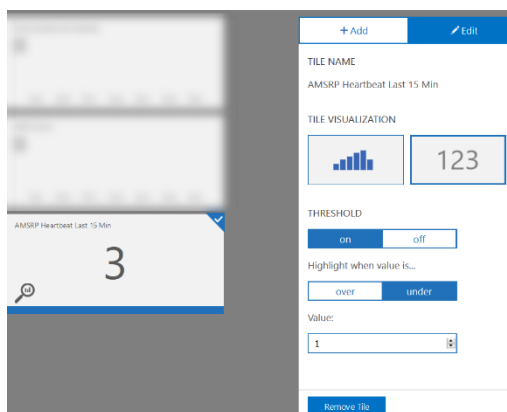 + Add
Edit
TILE NAME
AMSRP Heartbeat Last 15 Min
TILE VISUALIZATION
123
THRESHOLD
on
off
Highlight when value is...
over
under
Value:
1
Remove Tile
AMSRP Heartbeat Last 15 Min
3